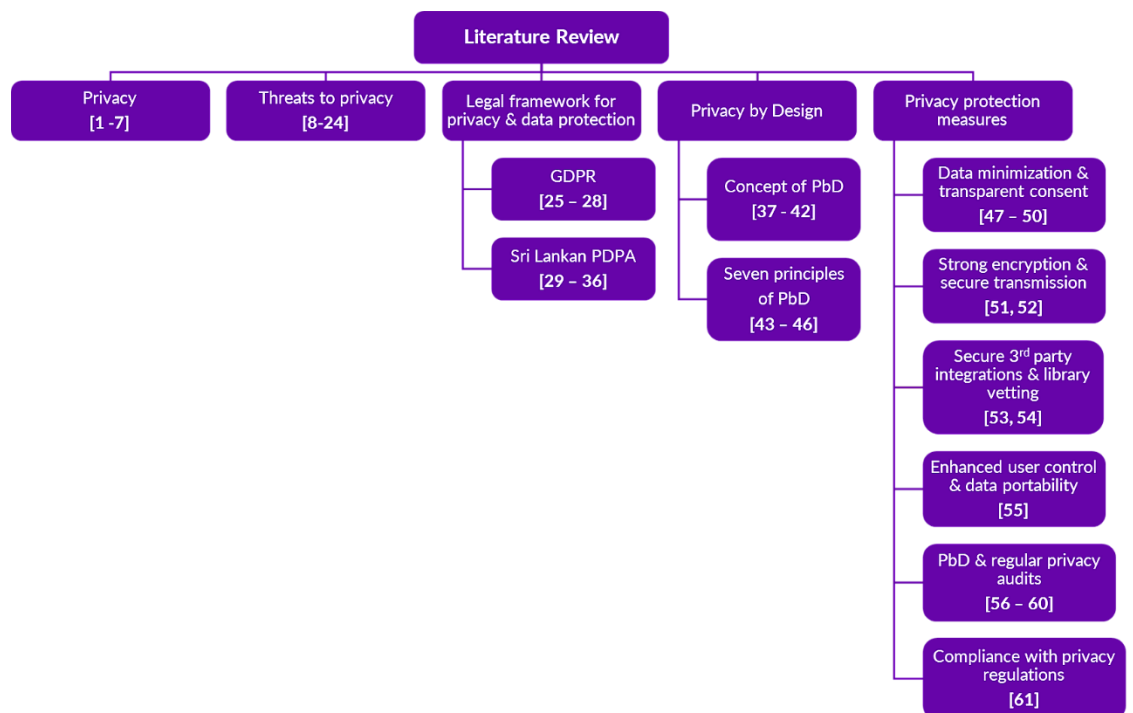 Literature Review
Privacy
[1 -7]
Threats to privacy
[8-24]
Legal framework for
privacy & data protection
GDPR
[25 – 28]
Sri Lankan PDPA
[29 – 36]
Privacy by Design
Concept of PbD
[37 - 42]
Seven principles
of PbD
[43 – 46]
Privacy protection
measures
Data minimization &
transparent consent
[47 – 50]
Strong encryption &
secure transmission
[51, 52]
Secure 3rd party
integrations & library
vetting
[53, 54]
Enhanced user control
& data portability
[55]
PbD & regular privacy
audits
[56 – 60]
Compliance with privacy
regulations
[61]